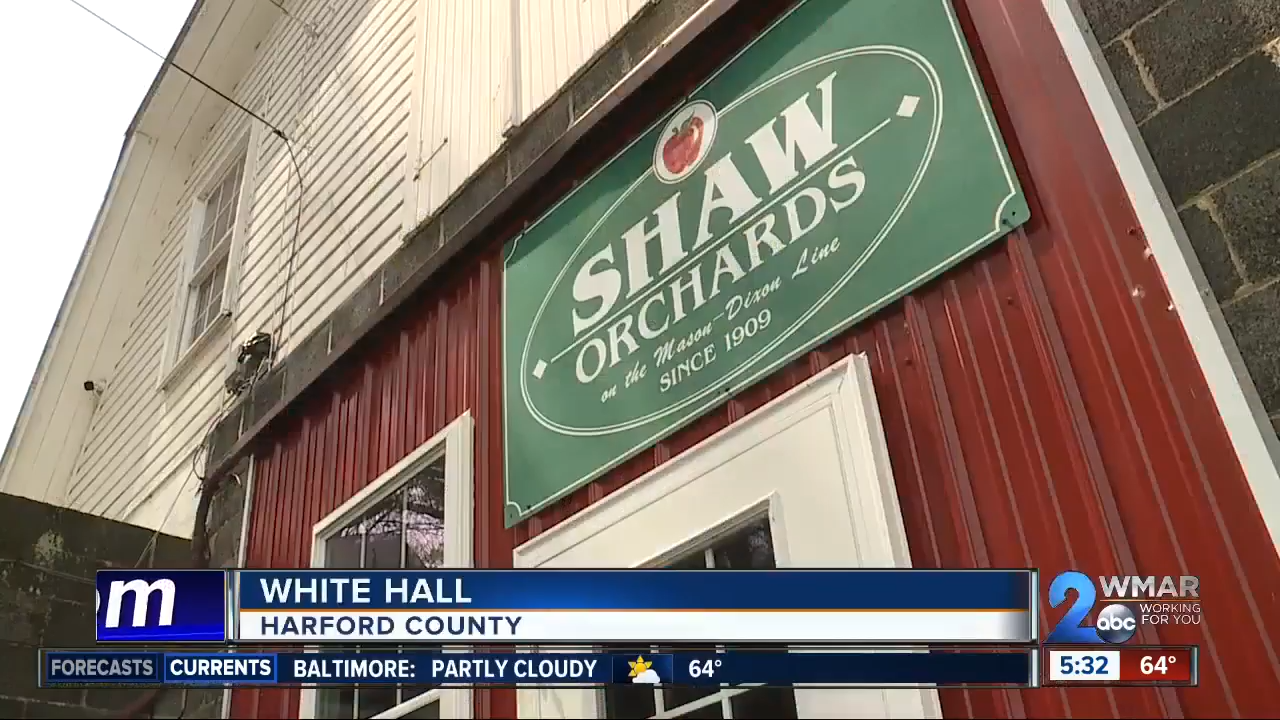 SHAW
ORCHARDS
on the Mason-Dixon Line
SINCE 1909
m
WHITE HALL
HARFORD COUNTY
2 WMAR
abc
WORKING
FOR YOU
FORECASTS CURRENTS BALTIMORE: PARTLY CLOUDY 64°
5:32 64°